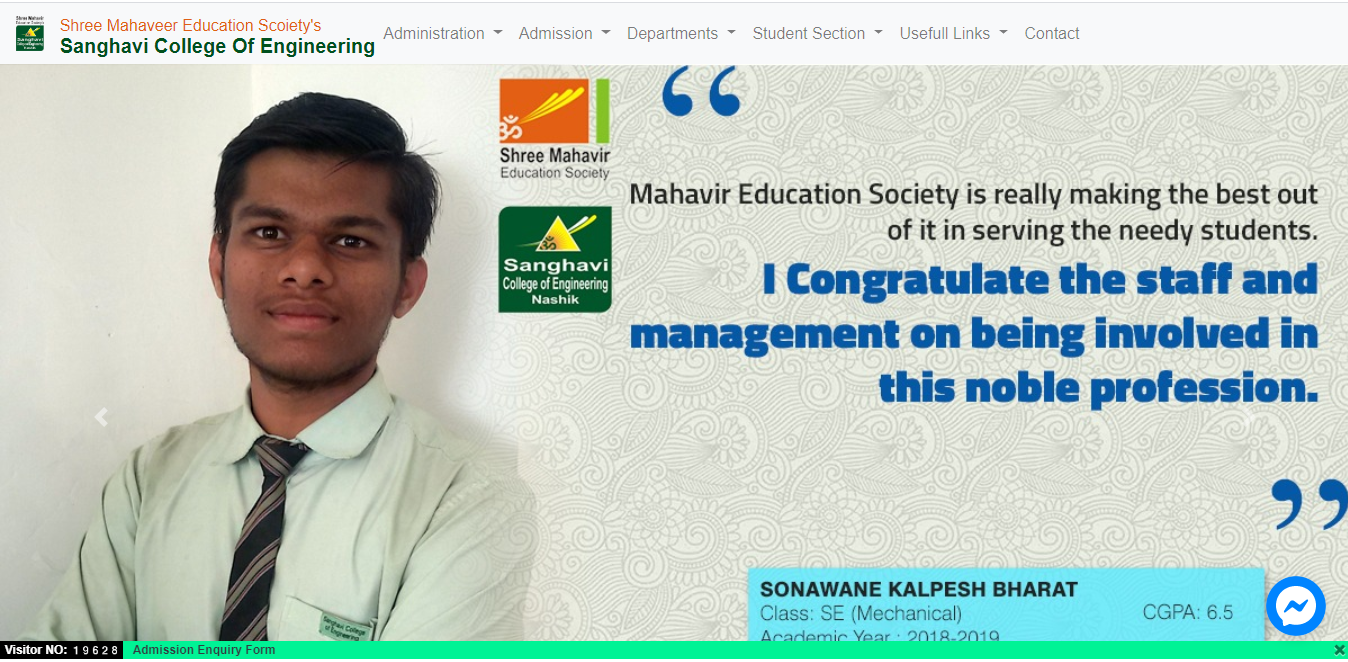 Shree Mahaveer Education Scoiety's
Sanghavi College Of Engineering
Administration
Admission
Departments
Student Section
Usefull Links
Contact
“
Shree Mahavir
Education Society
Sanghavi
College of Engineering
Nashik
Mahavir Education Society is really making the best out
of it in serving the needy students.
I Congratulate the staff and
management on being involved in
this noble profession.
”
Sanghavi College
of Engineering
SONAWANE KALPESH BHARAT
Class: SE (Mechanical)
CGPA: 6.5
Academic Year : 2018-2019
Visitor NO: 1 9 6 2 8
Admission Enquiry Form